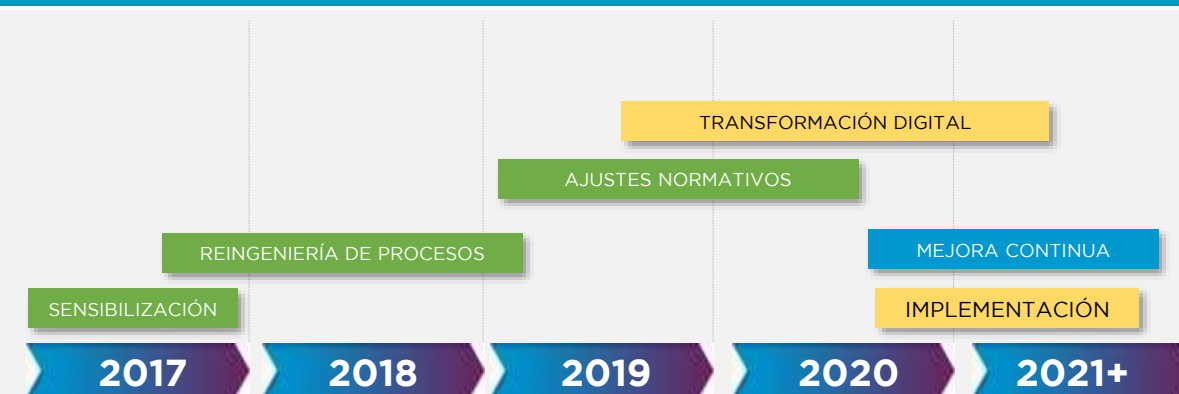 TRANSFORMACIÓN DIGITAL
AJUSTES NORMATIVOS
REINGENIERÍA DE PROCESOS
MEJORA CONTINUA
SENSIBILIZACIÓN
IMPLEMENTACIÓN
2017
2018
2019
2020
2021+